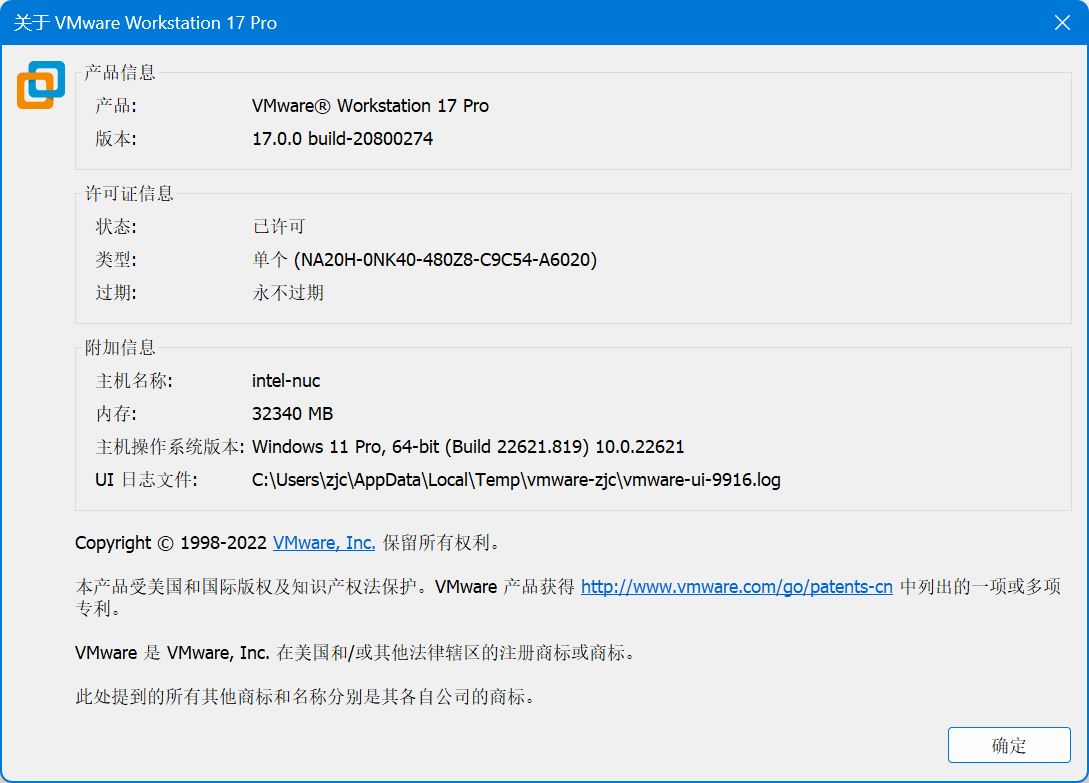 关于 VMware Workstation 17 Pro
产品信息
产品: VMware® Workstation 17 Pro
版本: 17.0.0 build-20800274
许可证信息
状态: 已许可
类型: 单个 (NA20H-0NK40-480Z8-C9C54-A6020)
过期: 永不过期
附加信息
主机名称: intel-nuc
内存: 32340 MB
主机操作系统版本: Windows 11 Pro, 64-bit (Build 22621.819) 10.0.22621
UI 日志文件: C:\Users\zjc\AppData\Local\Temp\vmware-zjc\vmware-ui-9916.log
Copyright © 1998-2022 VMware, Inc. 保留所有权利。
本产品受美国和国际版权及知识产权法保护。VMware 产品获得 http://www.vmware.com/go/patents-cn 中列出的一项或多项
专利。
VMware 是 VMware, Inc. 在美国和/或其他法律辖区的注册商标或商标。
此处提到的所有其他商标和名称分别是其各自公司的商标。
确定